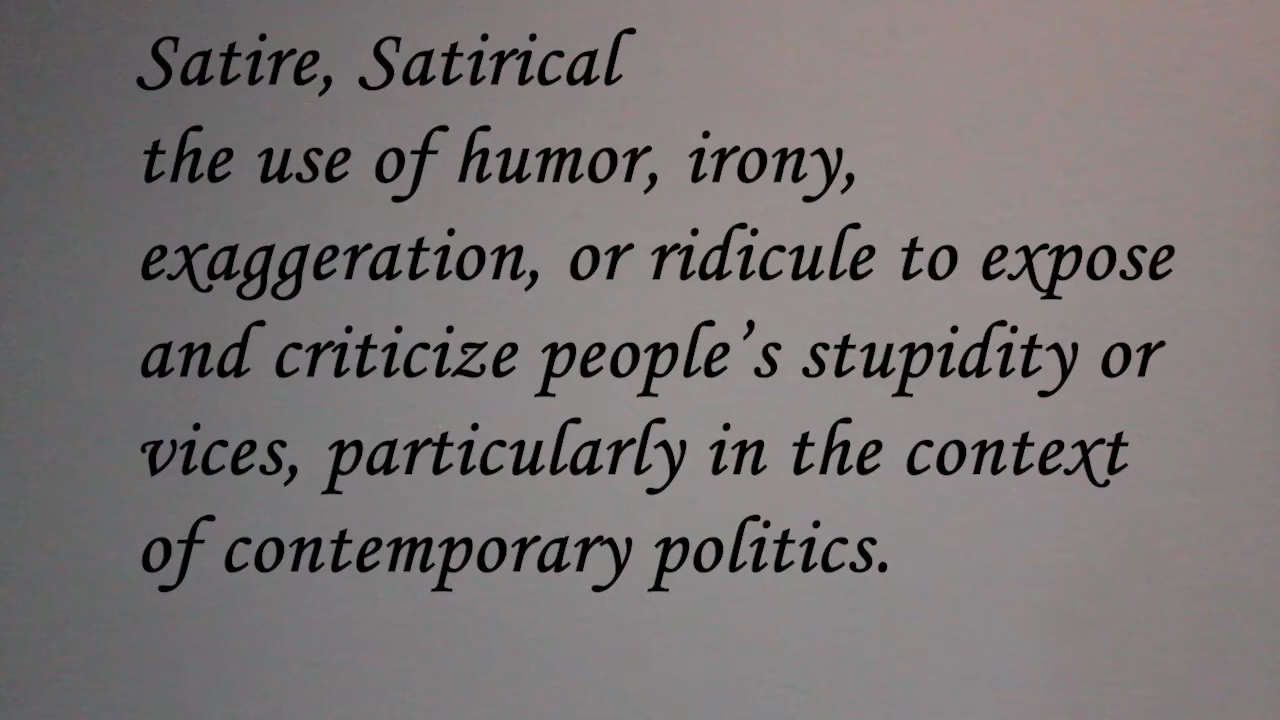 Satire, Satirical
the use of humor, irony,
exaggeration, or ridicule to expose
and criticize people’s stupidity or
vices, particularly in the context
of contemporary politics.